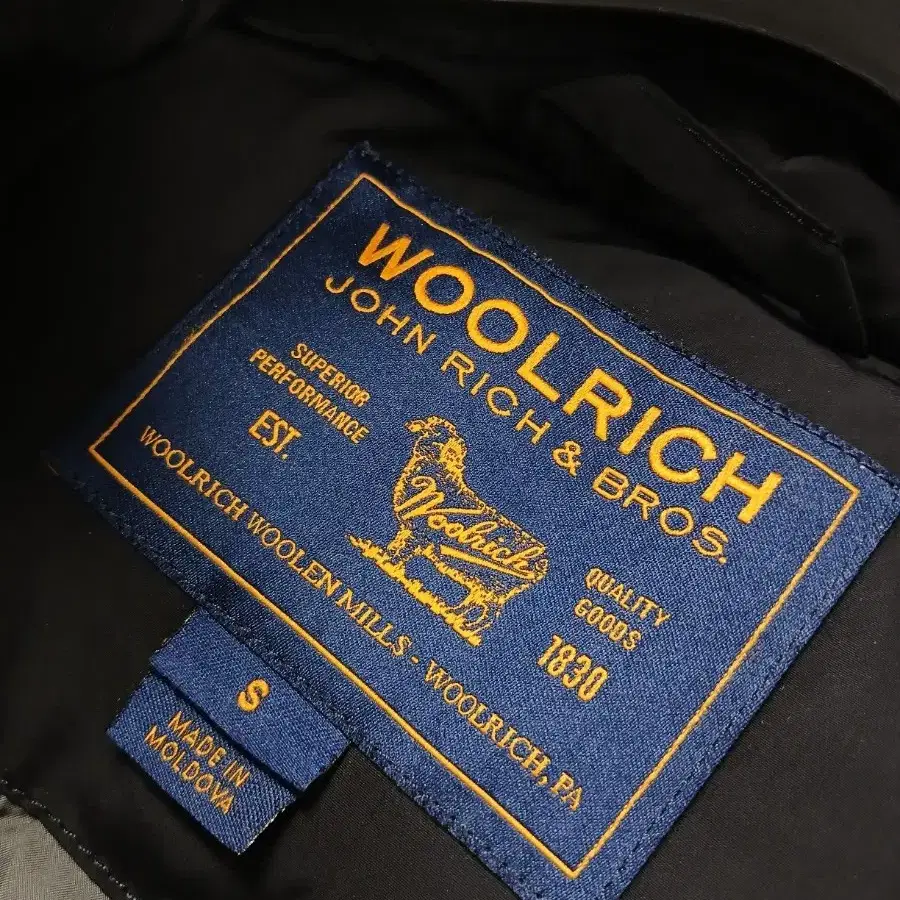 WOOLRICH
JOHN RICH & BROS.
SUPERIOR
PERFORMANCE
EST.
Woolrich
QUALITY
GOODS
1830
WOOLRICH WOOLEN MILLS - WOOLRICH, PA
S
MADE IN
MOLDOVA